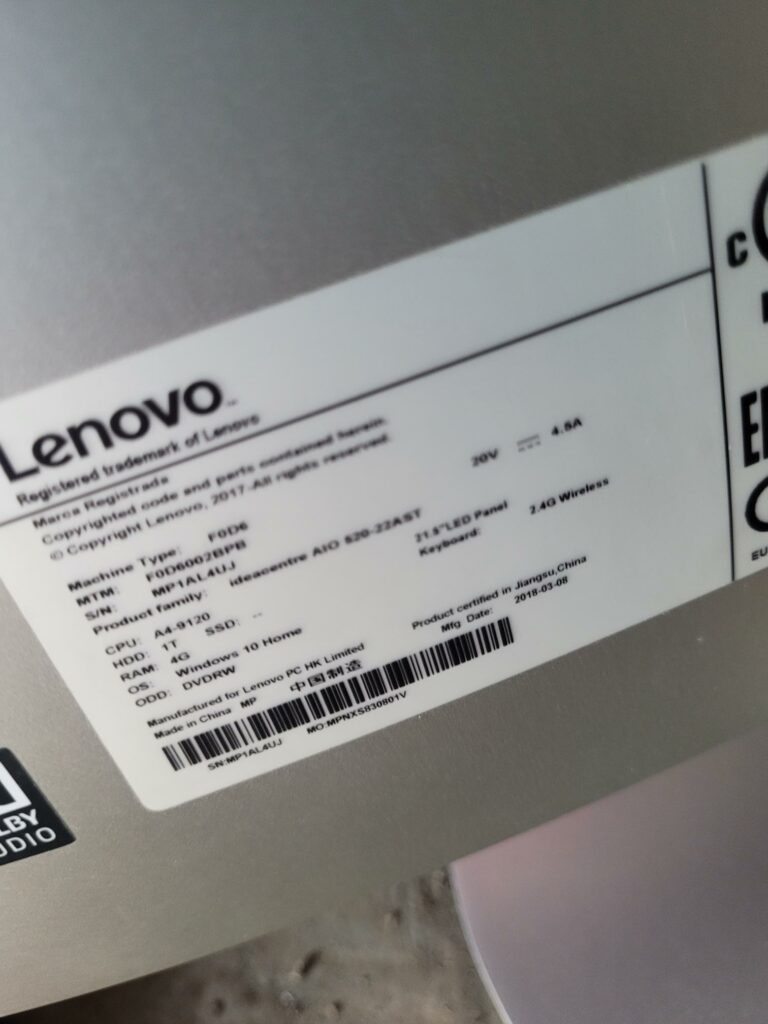 Lenovo
Registered trademark of Lenovo
Marca Registrada
Copyrighted code and parts contained herein.
© Copyright Lenovo, 2017-All rights reserved.
20V 4.5A
Machine Type: F0D6
MTM: F0D6002BPB
S/N: MP1AL4UJ
Product family: ideacentre AIO 520-22AST
21.5"LED Panel
Keyboard: 2.4G Wireless
CPU: A4-9120
HDD: 1T SSD: --
RAM: 4G
OS: Windows 10 Home
ODD: DVDRW
Product certified in Jiangsu,China
Mfg Date: 2018-03-08
Manufactured for Lenovo PC HK Limited
Made in China MP 中国制造
SN:MP1AL4UJ MO:MPNXS830801V
C
EU
LBY
UDIO